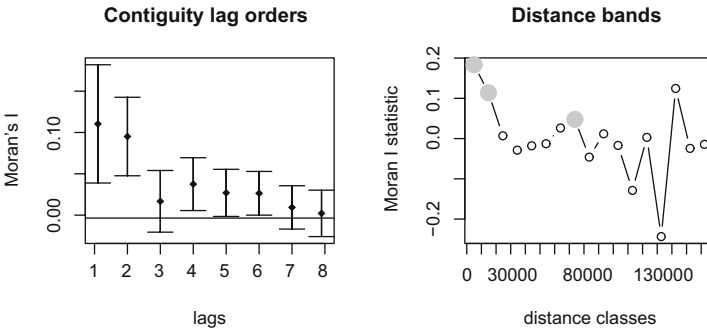 Contiguity lag orders
Moran's I
0.10
0.00
1 2 3 4 5 6 7 8
lags
Distance bands
Moran I statistic
0.2
0.1
0.0
−0.2
0 30000 80000 130000
distance classes